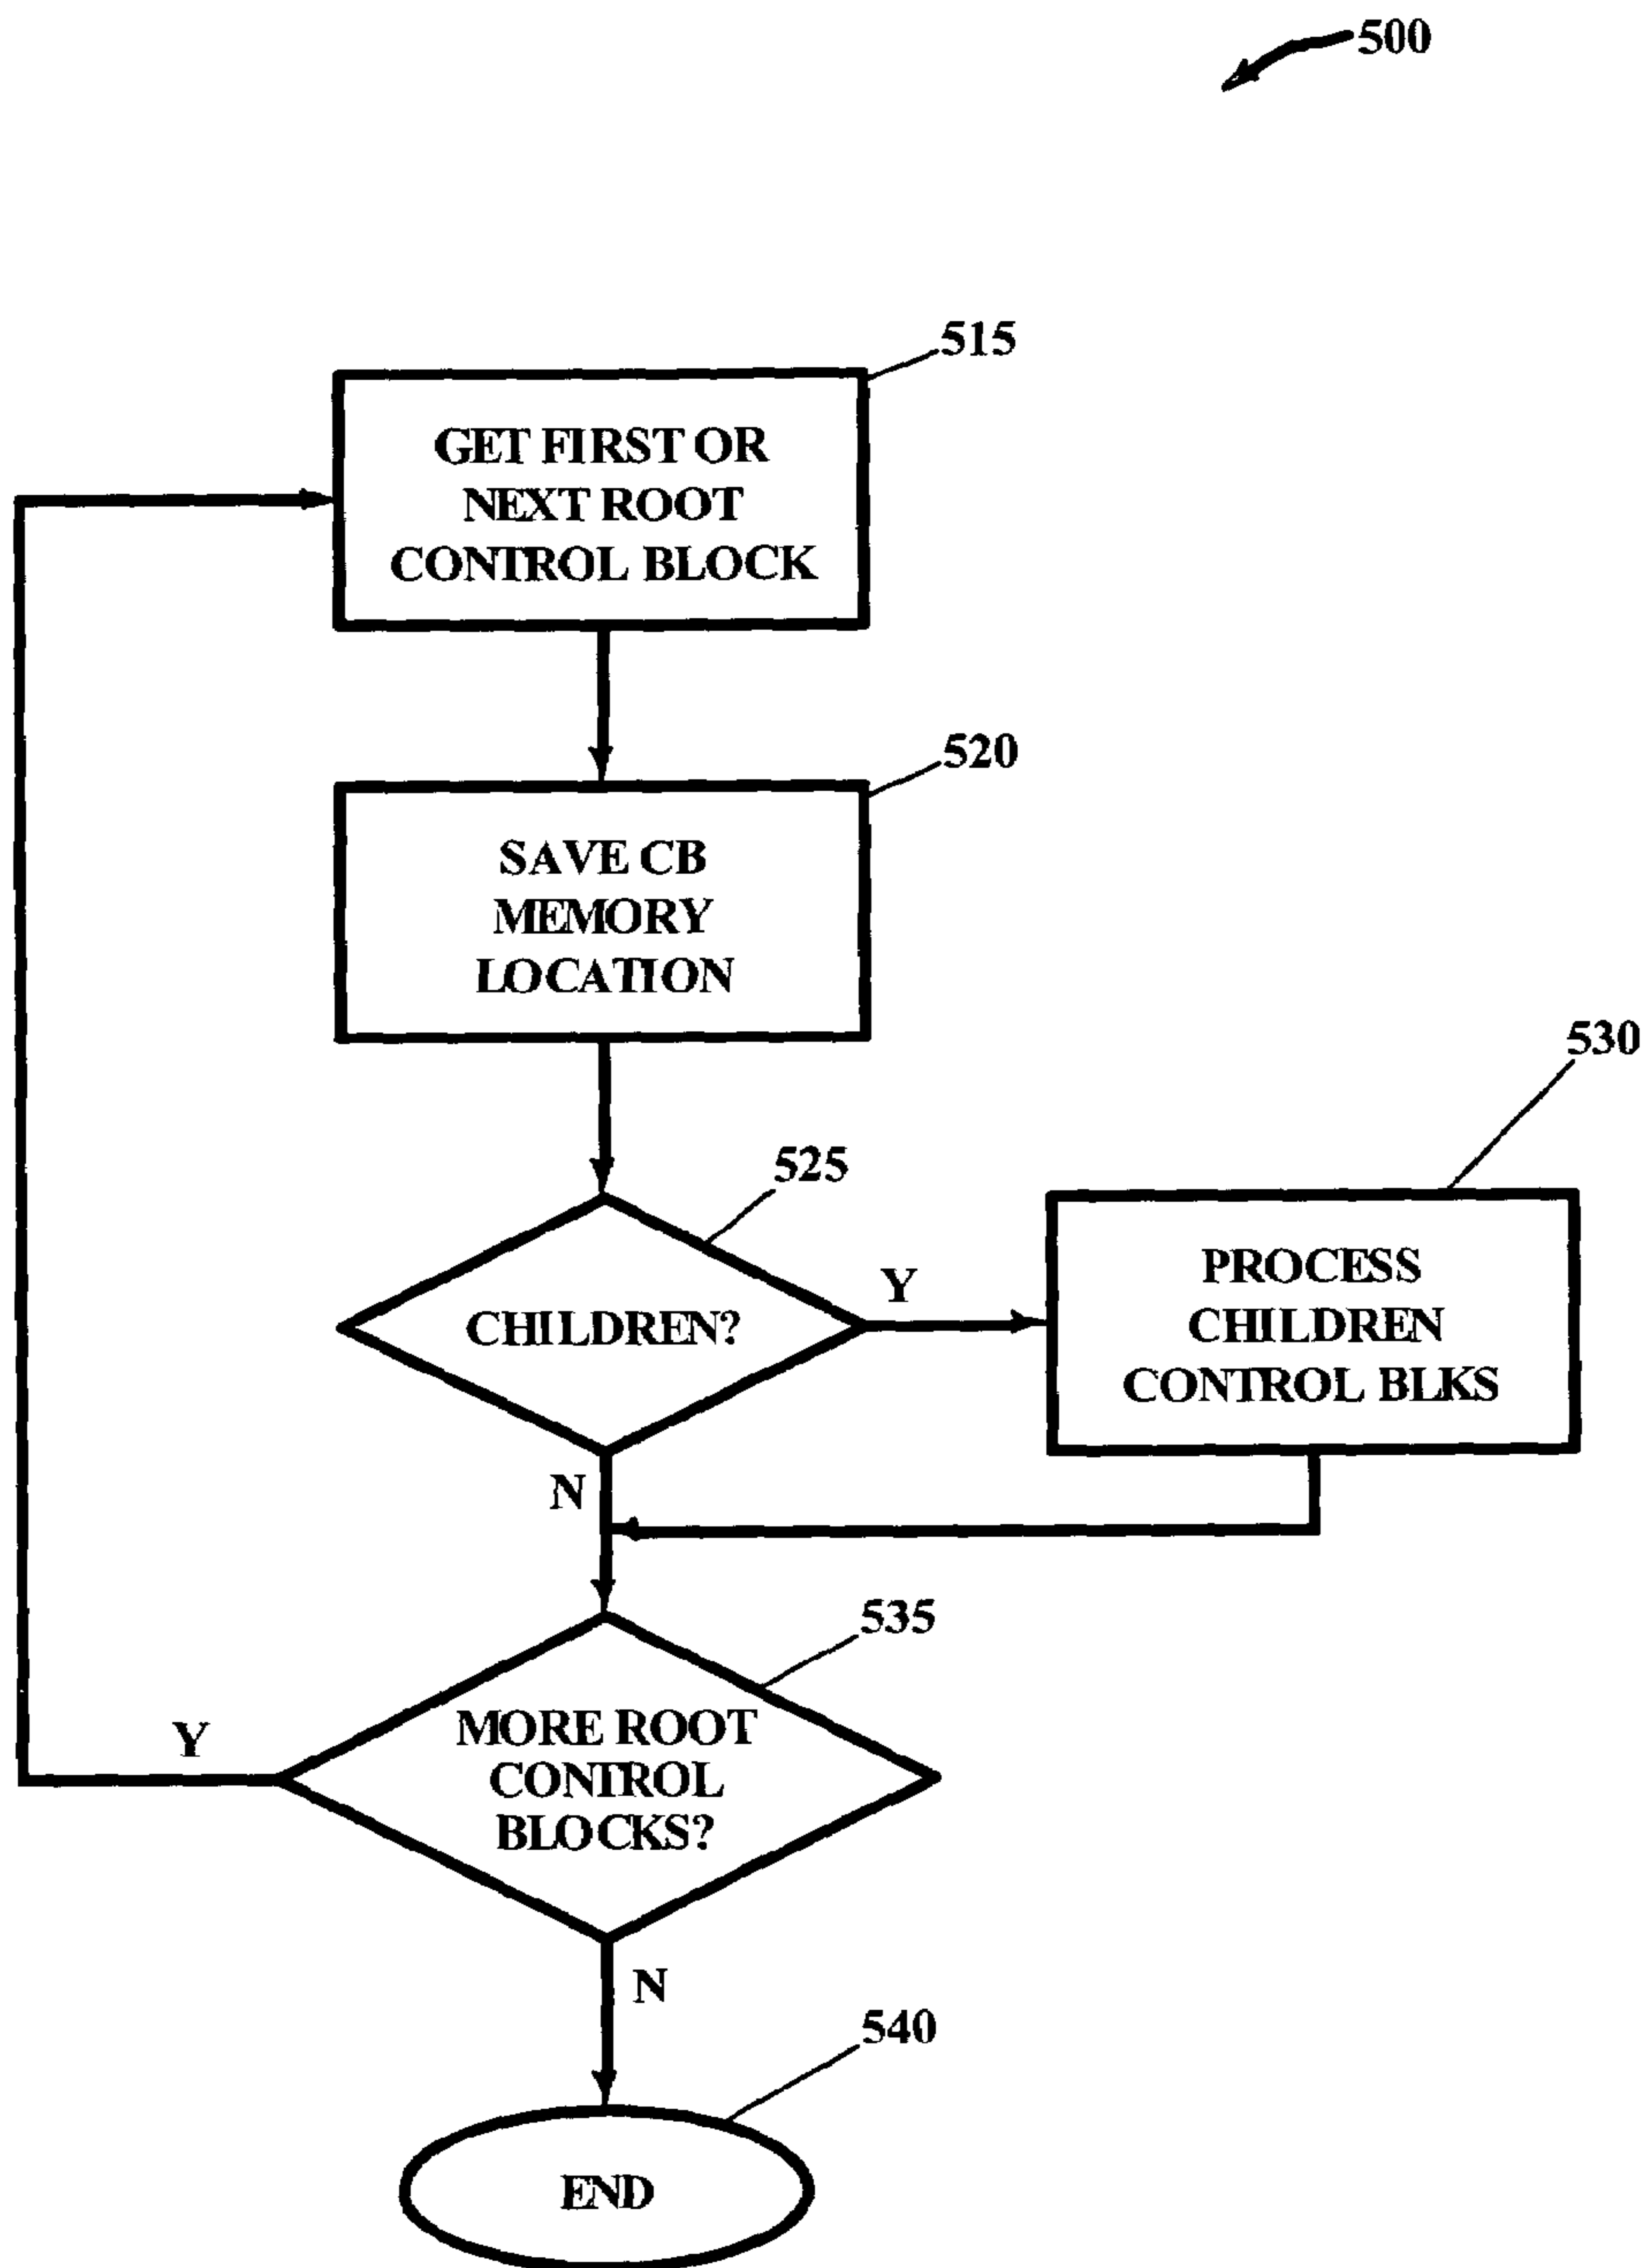 500
515
GET FIRST OR
NEXT ROOT
CONTROL BLOCK
520
SAVE CB
MEMORY
LOCATION
530
525
CHILDREN?
Y
PROCESS
CHILDREN
CONTROL BLKS
N
535
Y
MORE ROOT
CONTROL
BLOCKS?
N
540
END